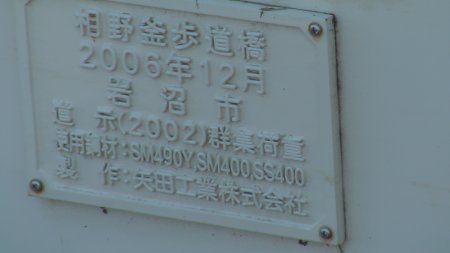 相野釜歩道橋
2006年12月
岩沼市
道示(2002)群集荷重
使用鋼材:SM490Y,SM400,SS400
製作:矢田工業株式会社